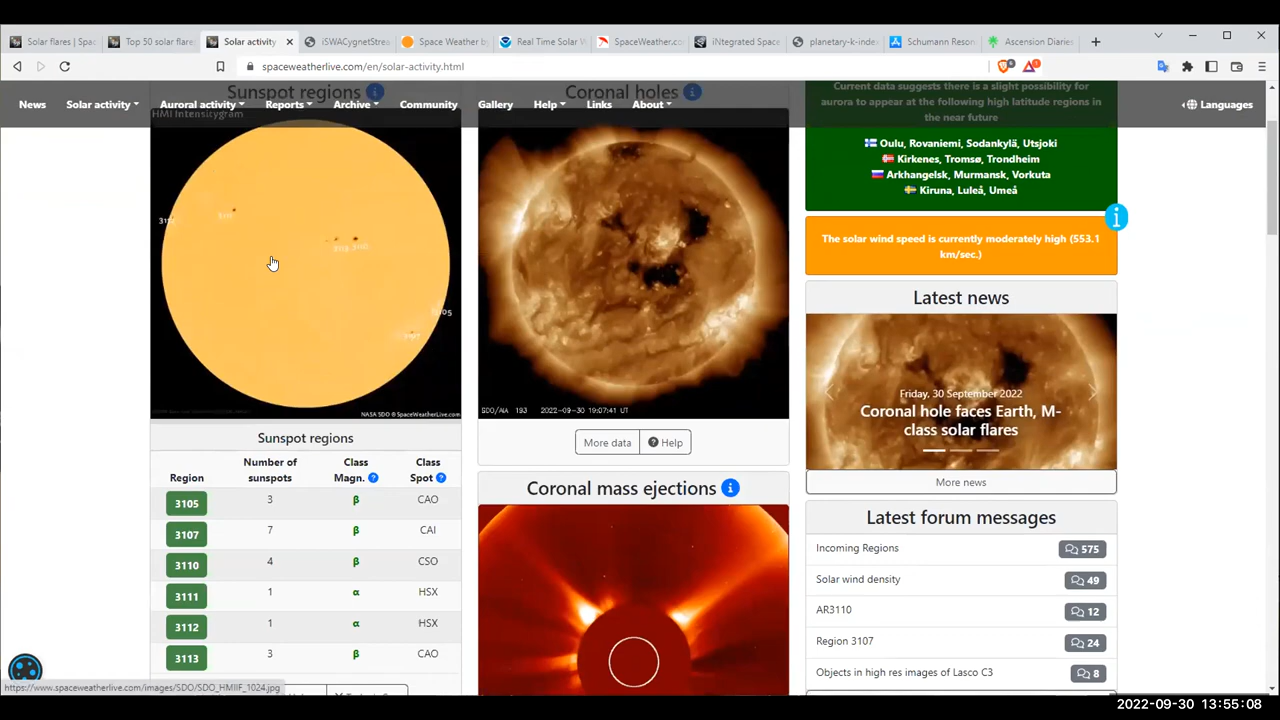 Solar flares | Spac
Top 50 solar flare
Solar activity
iSWACygnetStrea
Space Weather by
Real Time Solar W
SpaceWeather.co
iNtegrated Space
planetary-k-index
Schumann Reson
Ascension Diaries
spaceweatherlive.com/en/solar-activity.html
News
Solar activity
Auroral activity
Reports
Archive
Community
Gallery
Help
Links
About
Languages
Sunspot regions
HMI Intensitygram
3105
NASA SDO © SpaceWeatherLive.com
Sunspot regions
Region Number of sunspots Class Magn. Class Spot
3105 3 β CAO
3107 7 β CAI
3110 4 β CSO
3111 1 α HSX
3112 1 α HSX
3113 3 β CAO
https://www.spaceweatherlive.com/images/SDO/SDO_HMIIF_1024.jpg
Coronal holes
SDO/AIA 193 2022-09-30 19:07:41 UT
More data
Help
Coronal mass ejections
Current data suggests there is a slight possibility for
aurora to appear at the following high latitude regions in
the near future
Oulu, Rovaniemi, Sodankylä, Utsjoki
Kirkenes, Tromsø, Trondheim
Arkhangelsk, Murmansk, Vorkuta
Kiruna, Luleå, Umeå
The solar wind speed is currently moderately high (553.1
km/sec.)
Latest news
Friday, 30 September 2022
Coronal hole faces Earth, M-
class solar flares
More news
Latest forum messages
Incoming Regions 575
Solar wind density 49
AR3110 12
Region 3107 24
Objects in high res images of Lasco C3 8
2022-09-30 13:55:08